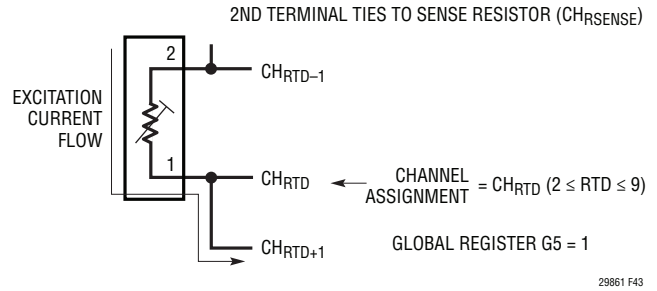 2ND TERMINAL TIES TO SENSE RESISTOR (CHRSENSE)
2
CHRTD–1
EXCITATION
CURRENT
FLOW
1
CHRTD
CHANNEL
ASSIGNMENT = CHRTD (2 ≤ RTD ≤ 9)
CHRTD+1
GLOBAL REGISTER G5 = 1
29861 F43